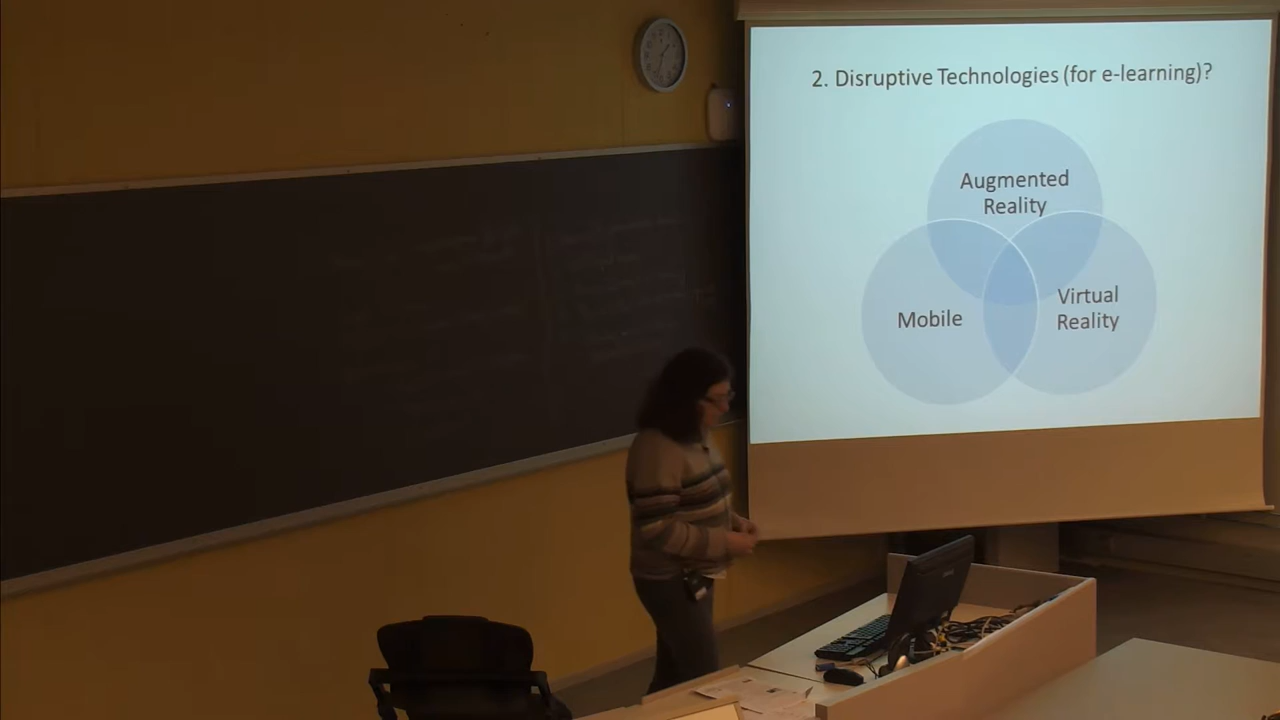 2. Disruptive Technologies (for e-learning)?
Augmented
Reality
Mobile
Virtual
Reality